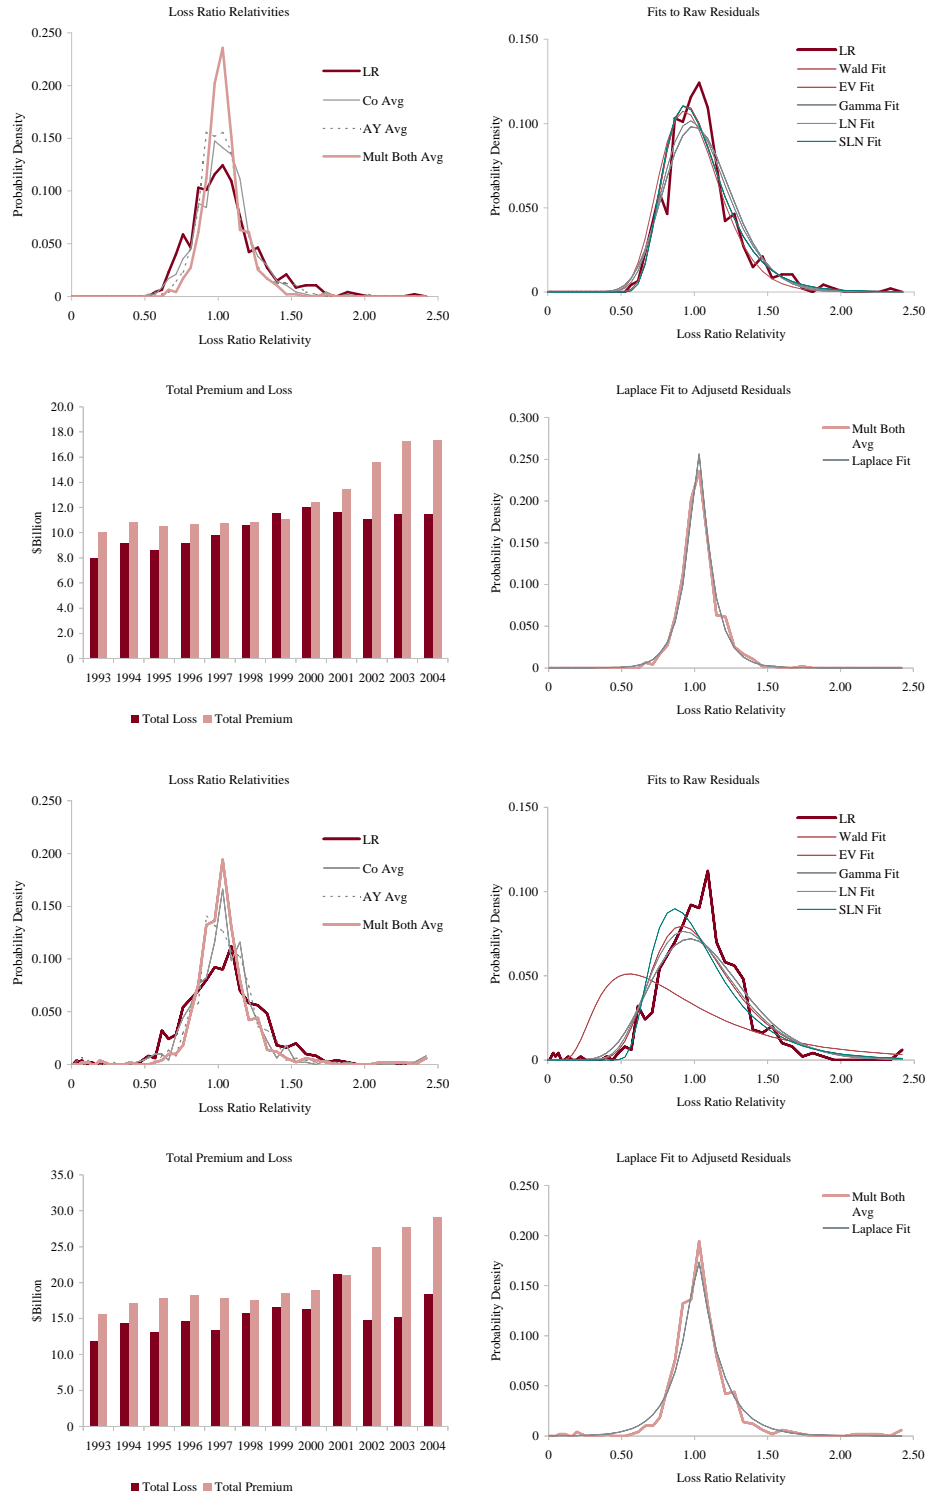 Loss Ratio Relativities
0.250
0.200
0.150
0.100
0.050
0
Probability Density
0 0.50 1.00 1.50 2.00 2.50
Loss Ratio Relativity
LR
Co Avg
AY Avg
Mult Both Avg
Fits to Raw Residuals
0.150
0.100
0.050
0
Probability Density
0 0.50 1.00 1.50 2.00 2.50
Loss Ratio Relativity
LR
Wald Fit
EV Fit
Gamma Fit
LN Fit
SLN Fit
Total Premium and Loss
20.0
18.0
16.0
14.0
12.0
10.0
8.0
6.0
4.0
2.0
0
$Billion
1993 1994 1995 1996 1997 1998 1999 2000 2001 2002 2003 2004
Total Loss Total Premium
Laplace Fit to Adjusetd Residuals
0.300
0.250
0.200
0.150
0.100
0.050
0
Probability Density
0 0.50 1.00 1.50 2.00 2.50
Loss Ratio Relativity
Mult Both
Avg
Laplace Fit
Loss Ratio Relativities
0.250
0.200
0.150
0.100
0.050
0
Probability Density
0 0.50 1.00 1.50 2.00 2.50
Loss Ratio Relativity
LR
Co Avg
AY Avg
Mult Both Avg
Fits to Raw Residuals
0.150
0.100
0.050
0
Probability Density
0 0.50 1.00 1.50 2.00 2.50
Loss Ratio Relativity
LR
Wald Fit
EV Fit
Gamma Fit
LN Fit
SLN Fit
Total Premium and Loss
35.0
30.0
25.0
20.0
15.0
10.0
5.0
0
$Billion
1993 1994 1995 1996 1997 1998 1999 2000 2001 2002 2003 2004
Total Loss Total Premium
Laplace Fit to Adjusetd Residuals
0.250
0.200
0.150
0.100
0.050
0
Probability Density
0 0.50 1.00 1.50 2.00 2.50
Loss Ratio Relativity
Mult Both
Avg
Laplace Fit